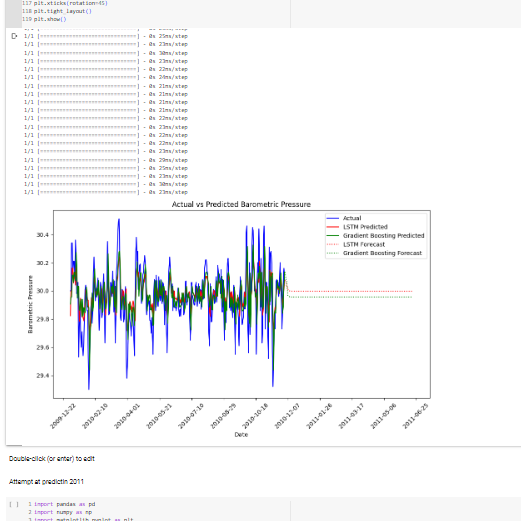 117 plt.xticks(rotation=45)
118 plt.tight_layout()
119 plt.show()
1/1 [==============================] - 0s 25ms/step
1/1 [==============================] - 0s 23ms/step
1/1 [==============================] - 0s 30ms/step
1/1 [==============================] - 0s 23ms/step
1/1 [==============================] - 0s 22ms/step
1/1 [==============================] - 0s 24ms/step
1/1 [==============================] - 0s 21ms/step
1/1 [==============================] - 0s 21ms/step
1/1 [==============================] - 0s 21ms/step
1/1 [==============================] - 0s 22ms/step
1/1 [==============================] - 0s 22ms/step
1/1 [==============================] - 0s 23ms/step
1/1 [==============================] - 0s 22ms/step
1/1 [==============================] - 0s 22ms/step
1/1 [==============================] - 0s 29ms/step
1/1 [==============================] - 0s 25ms/step
1/1 [==============================] - 0s 23ms/step
1/1 [==============================] - 0s 30ms/step
1/1 [==============================] - 0s 23ms/step
Actual vs Predicted Barometric Pressure
Actual
LSTM Predicted
Gradient Boosting Predicted
LSTM Forecast
Gradient Boosting Forecast
30.4
30.2
30.0
29.8
29.6
29.4
Barometric Pressure
2009-12-22
2010-02-10
2010-04-01
2010-05-21
2010-07-10
2010-08-29
2010-10-18
2010-12-07
2011-01-26
2011-03-17
2011-05-06
2011-06-25
Date
Double-click (or enter) to edit
Attempt at predictin 2011
[ ] 1 import pandas as pd
2 import numpy as np
3 import matplotlib.pyplot as plt